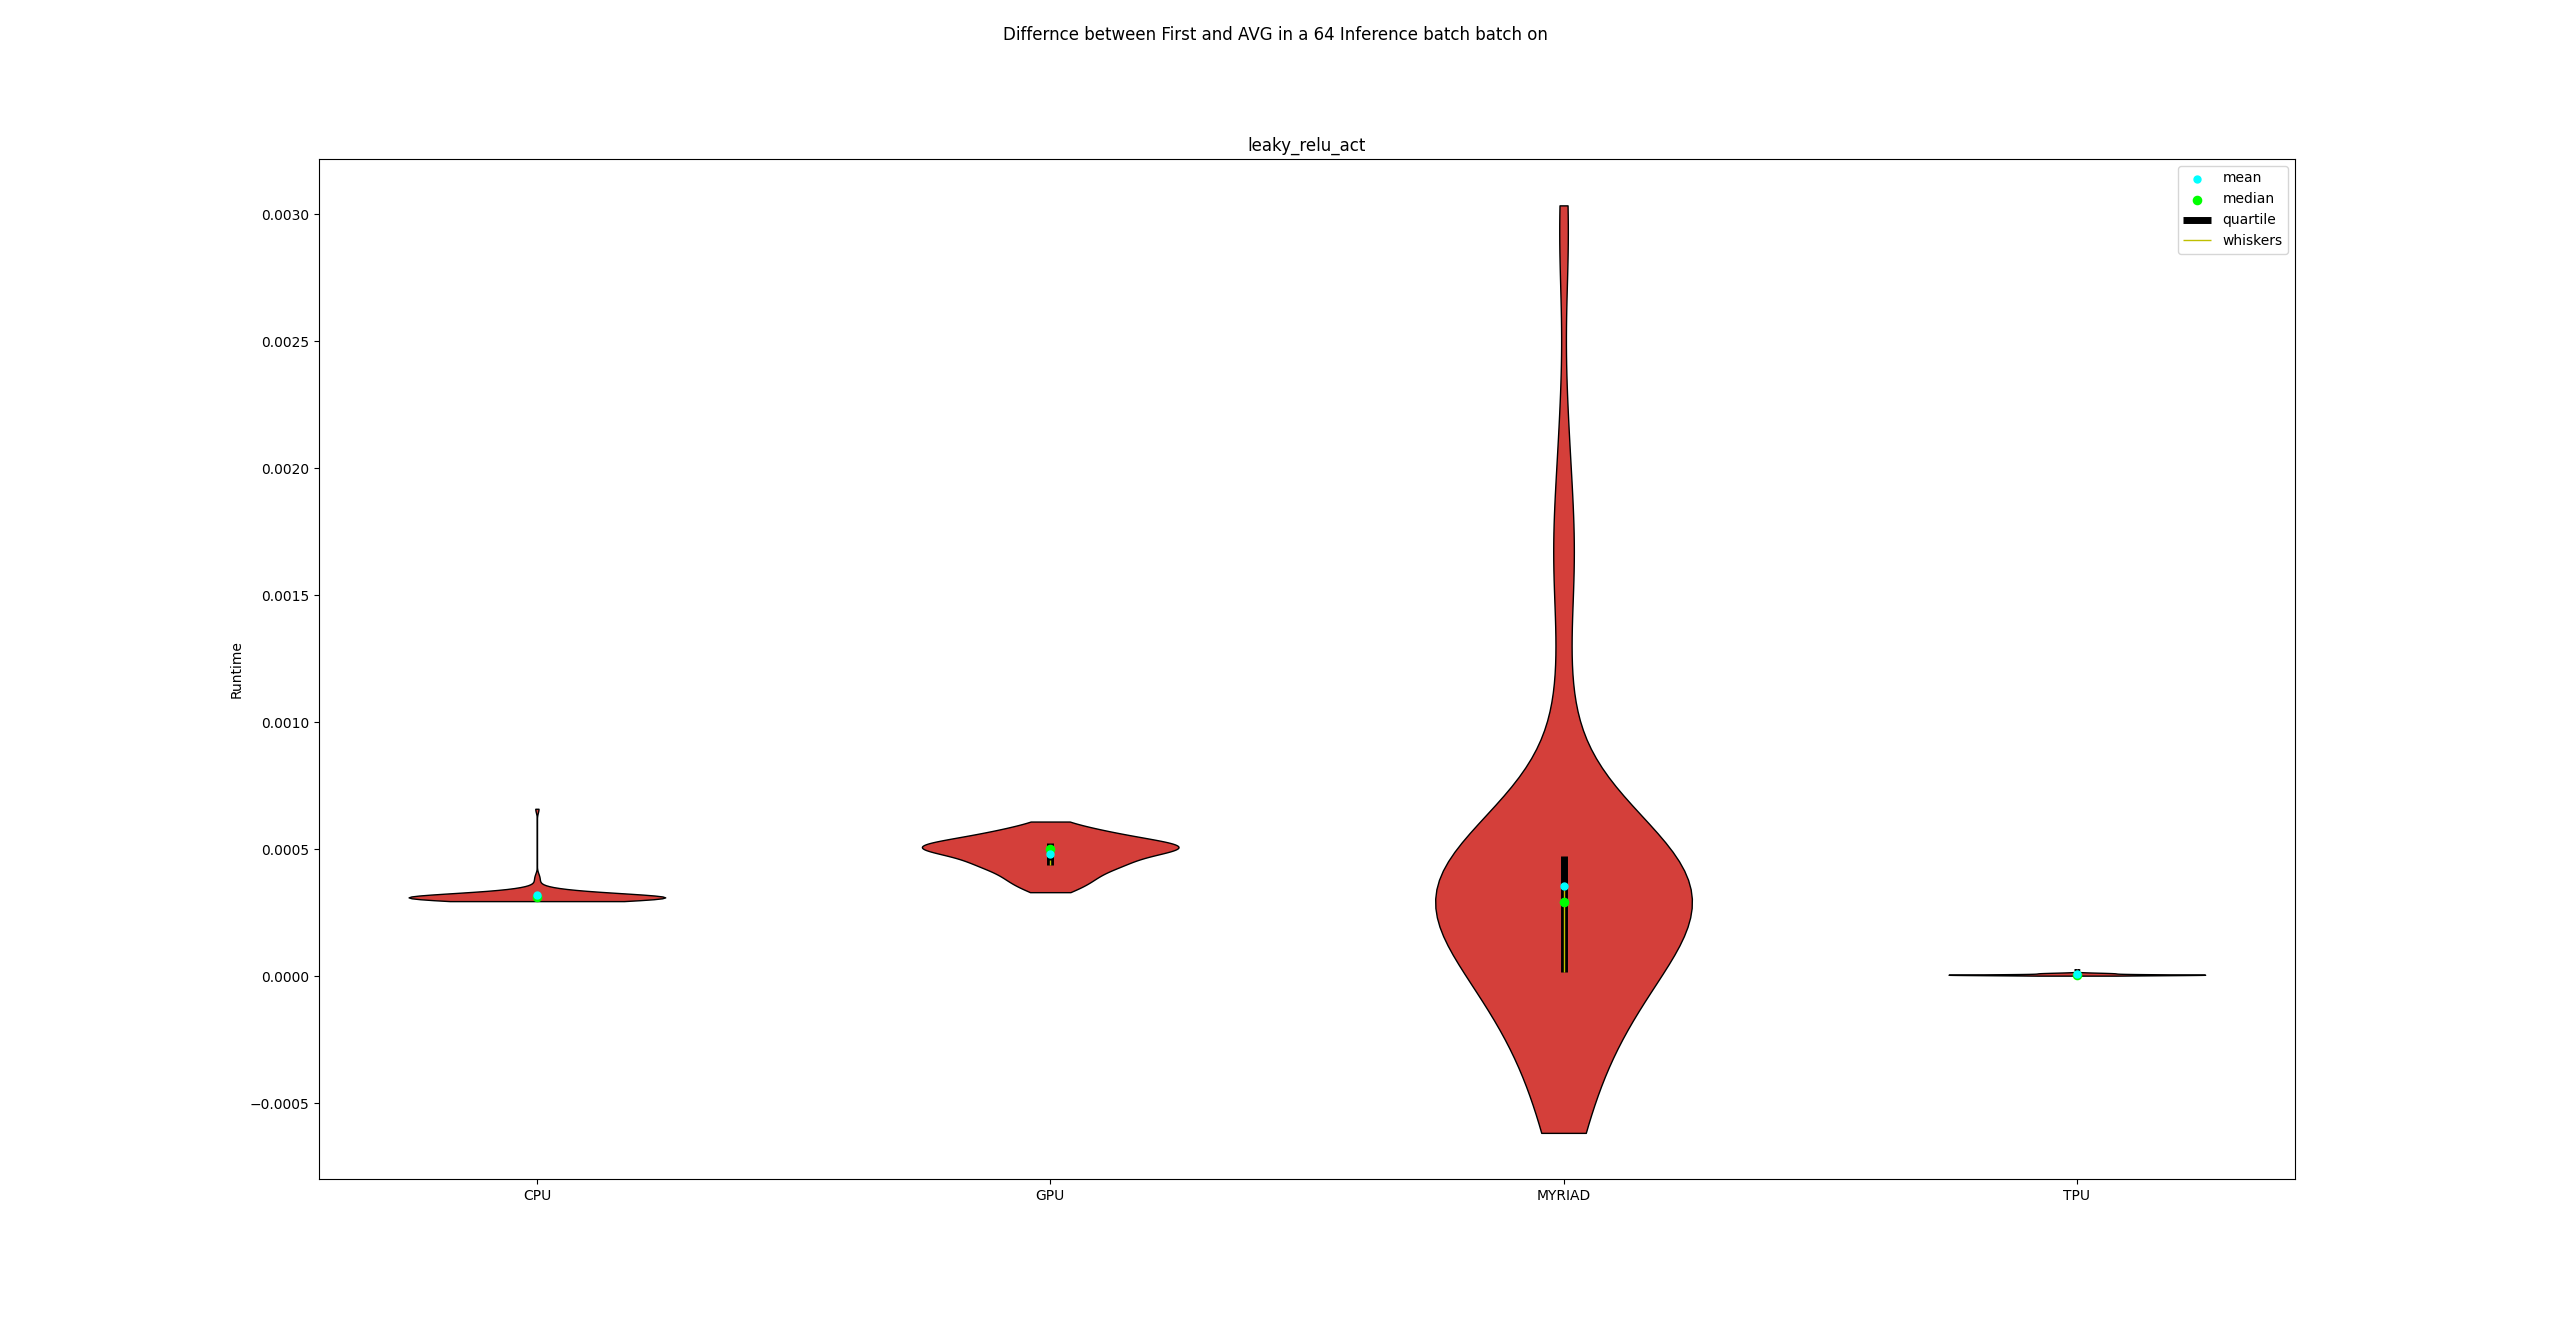 Differnce between First and AVG in a 64 Inference batch batch on
leaky_relu_act
mean
median
quartile
whiskers
0.0030
0.0025
0.0020
0.0015
0.0010
0.0005
0.0000
−0.0005
Runtime
CPU GPU MYRIAD TPU